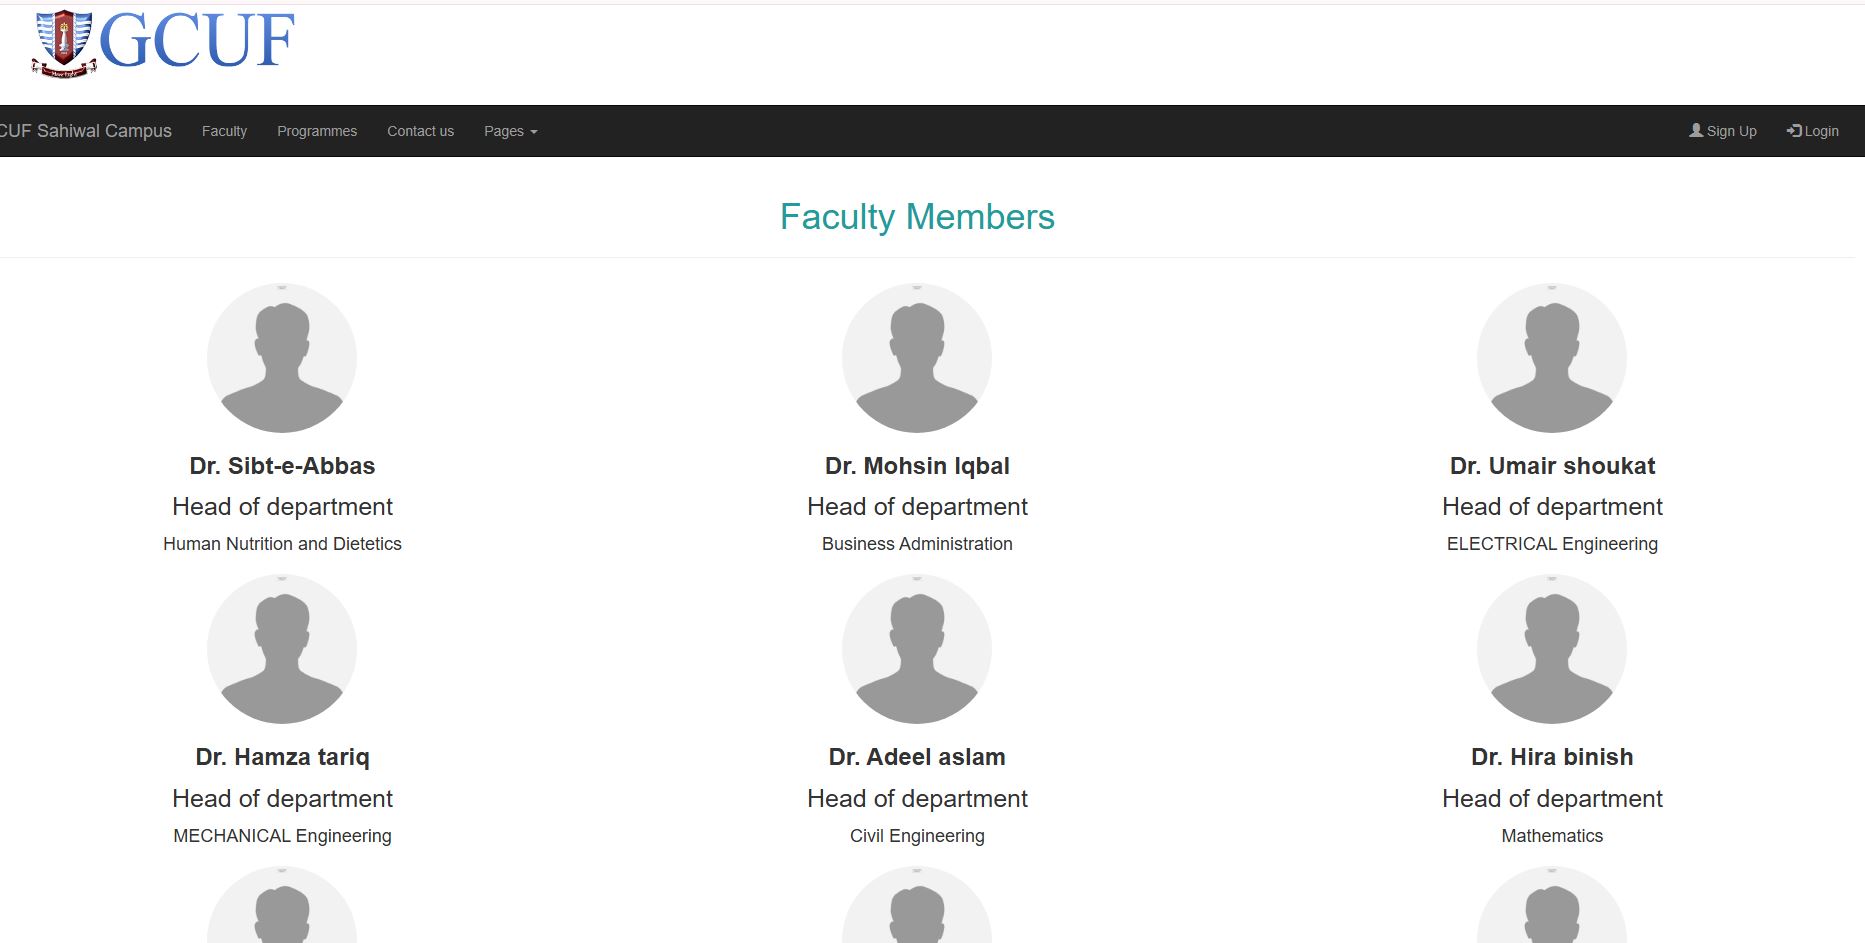 GCUF
CUF Sahiwal Campus Faculty Programmes Contact us Pages Sign Up Login
Faculty Members
Dr. Sibt-e-Abbas Dr. Mohsin Iqbal Dr. Umair shoukat
Head of department Head of department Head of department
Human Nutrition and Dietetics Business Administration ELECTRICAL Engineering
Dr. Hamza tariq Dr. Adeel aslam Dr. Hira binish
Head of department Head of department Head of department
MECHANICAL Engineering Civil Engineering Mathematics